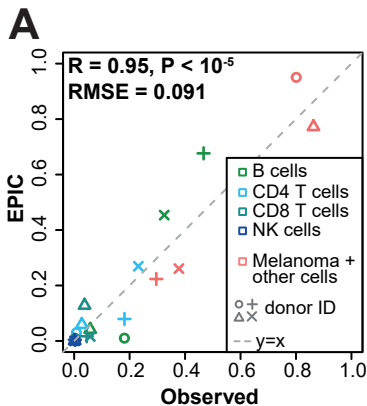 A
R = 0.95, P < 10⁻⁵
RMSE = 0.091
EPIC
1.0
0.8
0.6
0.4
0.2
0.0
B cells
CD4 T cells
CD8 T cells
NK cells
Melanoma +
other cells
donor ID
y=x
0.0 0.2 0.4 0.6 0.8 1.0
Observed